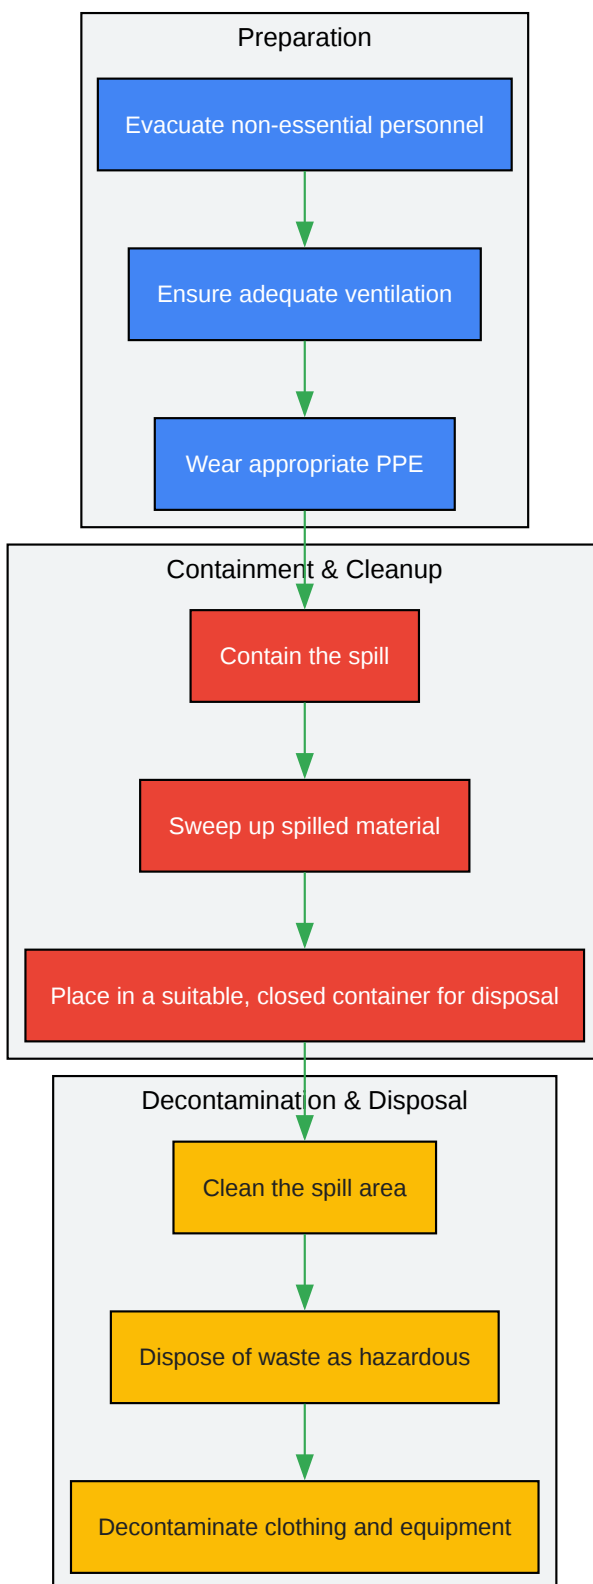 Preparation
Evacuate non-essential personnel
Ensure adequate ventilation
Wear appropriate PPE
Containment & Cleanup
Contain the spill
Sweep up spilled material
Place in a suitable, closed container for disposal
Decontamination & Disposal
Clean the spill area
Dispose of waste as hazardous
Decontaminate clothing and equipment